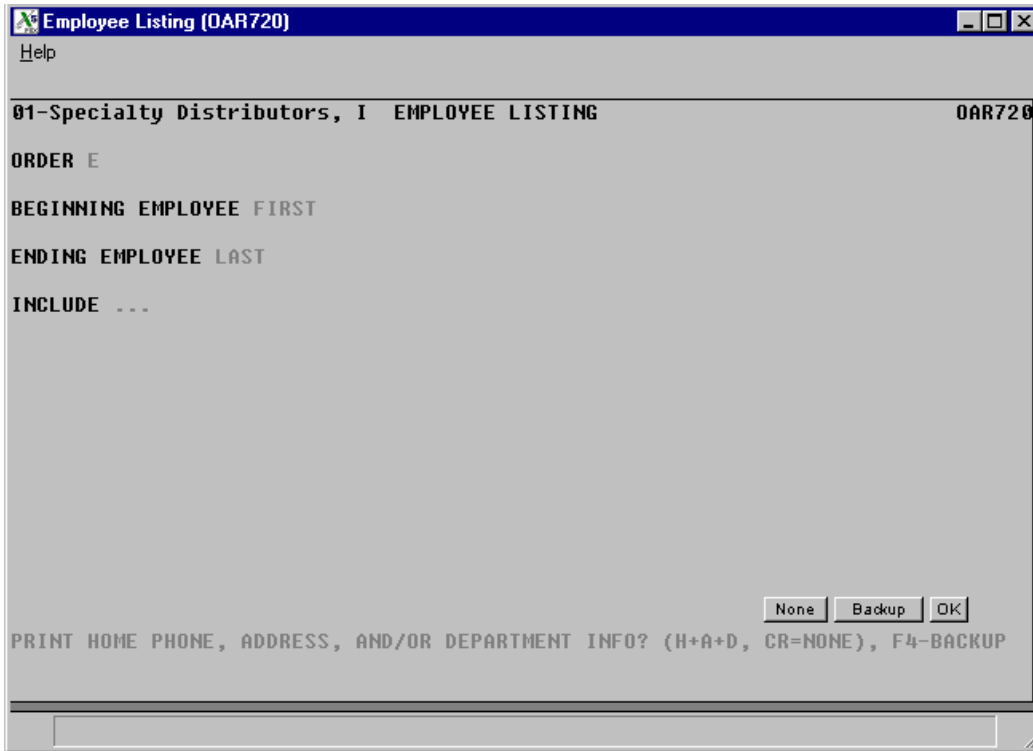 Employee Listing (OAR720)
Help
01-Specialty Distributors, I EMPLOYEE LISTING OAR720
ORDER E
BEGINNING EMPLOYEE FIRST
ENDING EMPLOYEE LAST
INCLUDE ...
None Backup OK
PRINT HOME PHONE, ADDRESS, AND/OR DEPARTMENT INFO? (H+A+D, CR=NONE), F4-BACKUP